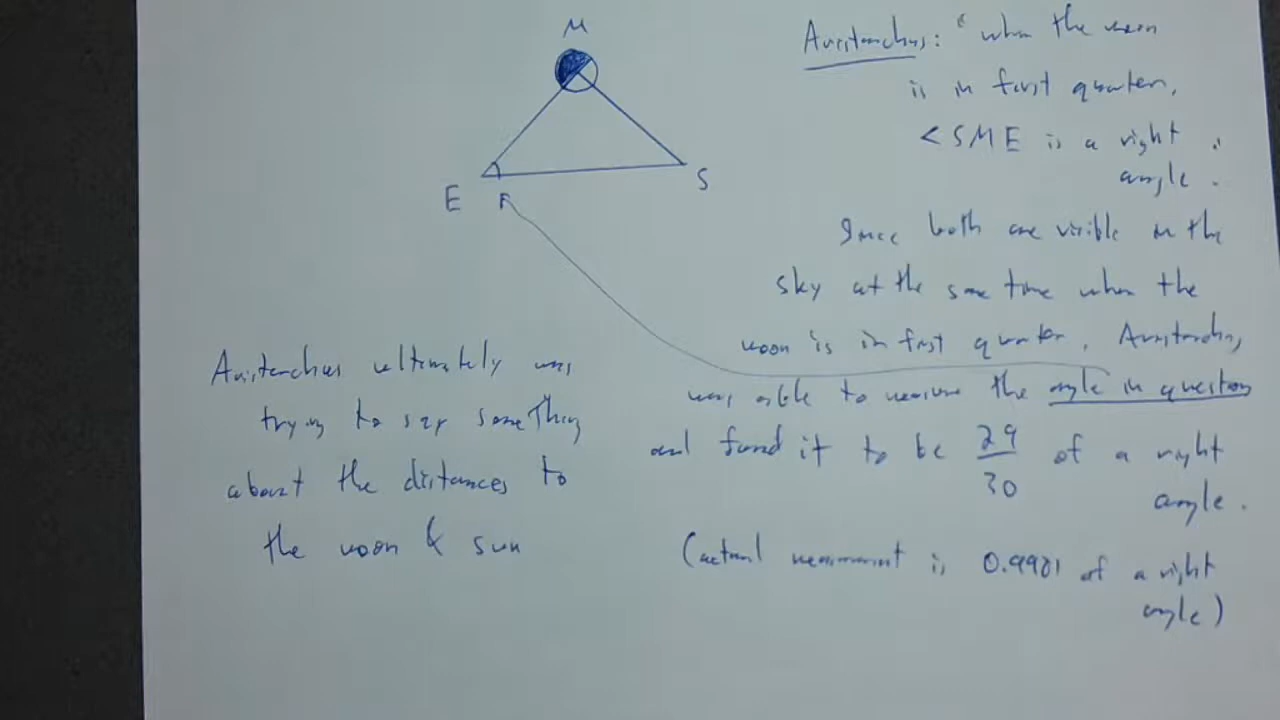 M
E
S
Aristarchus: "when the moon
is in first quarter,
< SME is a right
angle.
Since both are visible in the
sky at the same time when the
moon is in first quarter, Aristarchus
was able to measure the angle in question
and found it to be 29/30 of a right
angle.
(actual measurement is 0.9981 of a right
angle)
Aristarchus ultimately was
trying to say something
about the distances to
the moon & sun